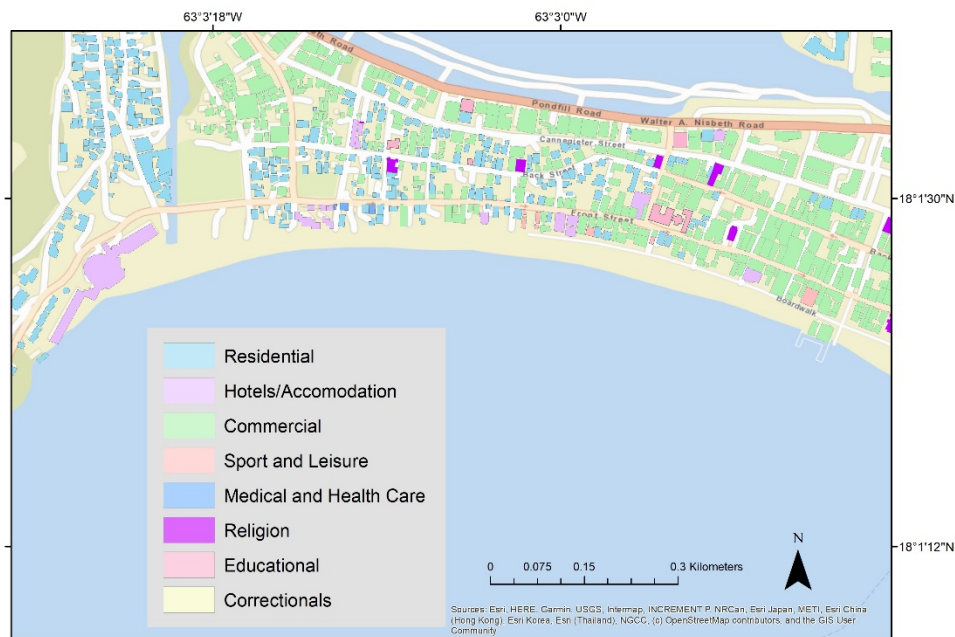 63°3'18"W
63°3'0"W
eth Road
Pondfill Road
Walter A. Nisbeth Road
Cannegieter Street
Back Street
18°1'30"N
Front Street
Back
Boardwalk
Residential
Hotels/Accomodation
Commercial
Sport and Leisure
Medical and Health Care
Religion
Educational
Correctionals
N
0 0.075 0.15 0.3 Kilometers
18°1'12"N
Sources: Esri, HERE, Garmin, USGS, Intermap, INCREMENT P, NRCan, Esri Japan, METI, Esri China
(Hong Kong), Esri Korea, Esri (Thailand), NGCC, (c) OpenStreetMap contributors, and the GIS User
Community